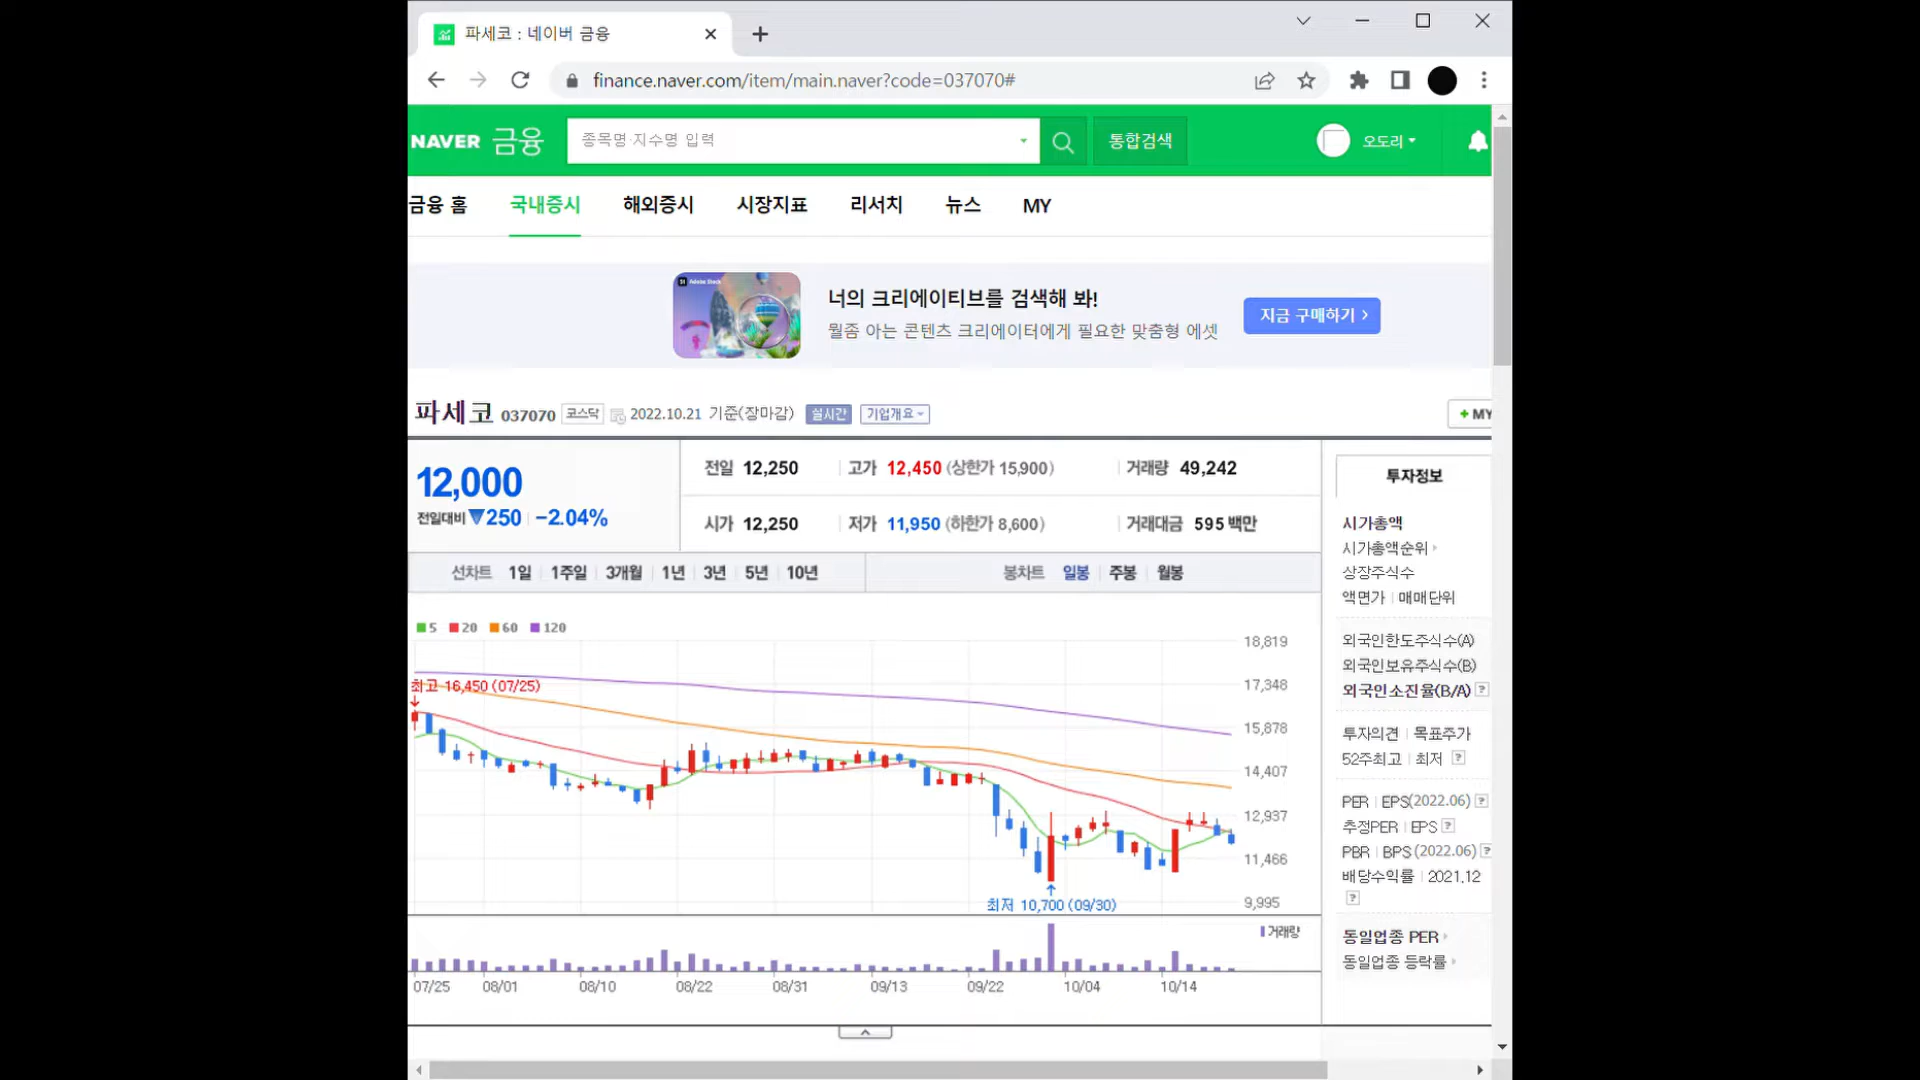 파세코 : 네이버 금융
finance.naver.com/item/main.naver?code=037070#
NAVER 금융
종목명·지수명 입력
통합검색
오도리
금융 홈 국내증시 해외증시 시장지표 리서치 뉴스 MY
Adobe Stock
너의 크리에이티브를 검색해 봐!
월좀 아는 콘텐츠 크리에이터에게 필요한 맞춤형 에셋
지금 구매하기
파세코 037070 코스닥 2022.10.21 기준(장마감) 실시간 기업개요
+ MY
12,000
전일대비 ▼250 -2.04%
전일 12,250 고가 12,450 (상한가 15,900) 거래량 49,242
시가 12,250 저가 11,950 (하한가 8,600) 거래대금 595 백만
선차트 1일 1주일 3개월 1년 3년 5년 10년
봉차트 일봉 주봉 월봉
5 20 60 120
최고 16,450 (07/25)
최저 10,700 (09/30)
18,819
17,348
15,878
14,407
12,937
11,466
9,995
거래량
07/25 08/01 08/10 08/22 08/31 09/13 09/22 10/04 10/14
투자정보
시가총액
시가총액순위
상장주식수
액면가 | 매매단위
외국인한도주식수(A)
외국인보유주식수(B)
외국인소진율(B/A) ?
투자의견 | 목표주가
52주최고 | 최저 ?
PER | EPS(2022.06) ?
추정PER | EPS ?
PBR | BPS (2022.06) ?
배당수익률 | 2021.12
?
동일업종 PER
동일업종 등락률